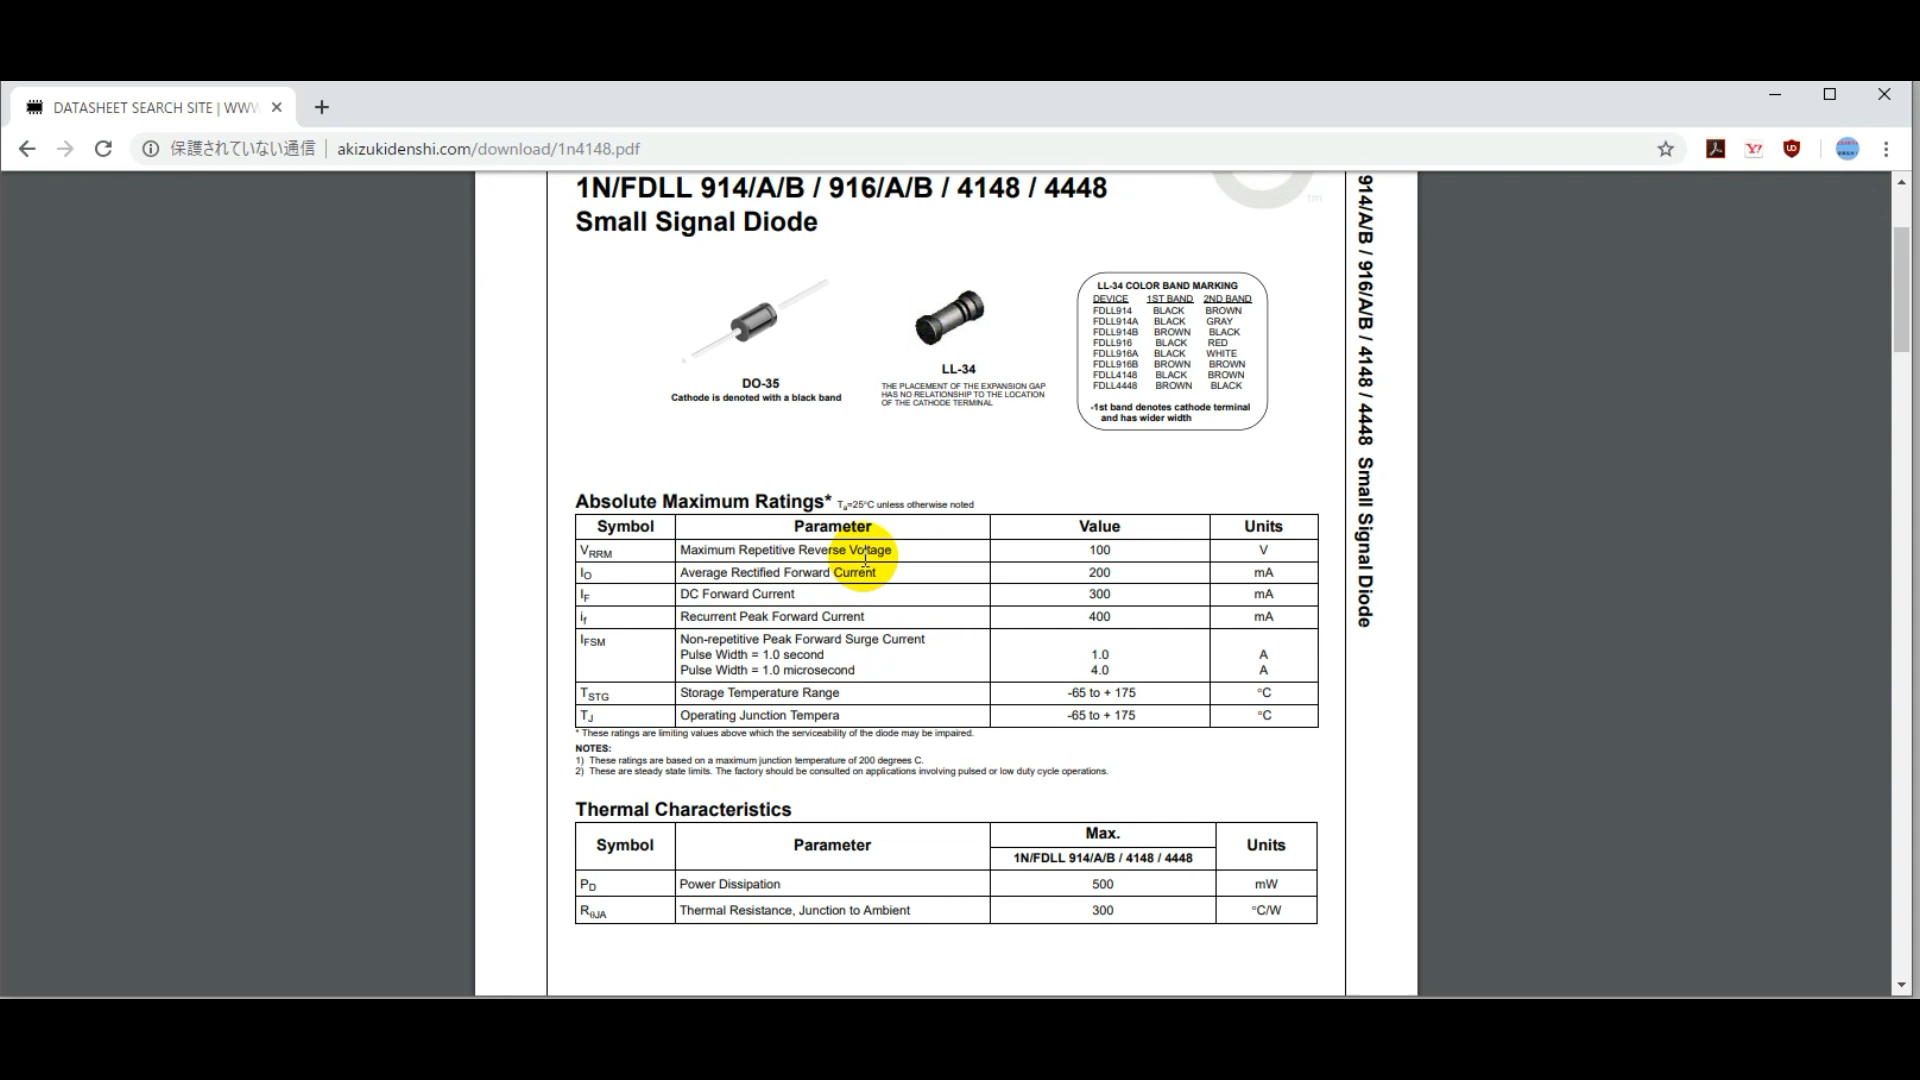 DATASHEET SEARCH SITE | WWW
保護されていない通信 akizukidenshi.com/download/1n4148.pdf
1N/FDLL 914/A/B / 916/A/B / 4148 / 4448
Small Signal Diode
tm
914/A/B / 916/A/B / 4148 / 4448 Small Signal Diode
DO-35
Cathode is denoted with a black band
LL-34
THE PLACEMENT OF THE EXPANSION GAP
HAS NO RELATIONSHIP TO THE LOCATION
OF THE CATHODE TERMINAL
LL-34 COLOR BAND MARKING
DEVICE 1ST BAND 2ND BAND
FDLL914 BLACK BROWN
FDLL914A BLACK GRAY
FDLL914B BROWN BLACK
FDLL916 BLACK RED
FDLL916A BLACK WHITE
FDLL916B BROWN BROWN
FDLL4148 BLACK BROWN
FDLL4448 BROWN BLACK
-1st band denotes cathode terminal
and has wider width
Absolute Maximum Ratings* Ta=25°C unless otherwise noted
Symbol Parameter Value Units
VRRM Maximum Repetitive Reverse Voltage 100 V
IO Average Rectified Forward Current 200 mA
IF DC Forward Current 300 mA
if Recurrent Peak Forward Current 400 mA
IFSM Non-repetitive Peak Forward Surge Current
Pulse Width = 1.0 second 1.0 A
Pulse Width = 1.0 microsecond 4.0 A
TSTG Storage Temperature Range -65 to + 175 °C
TJ Operating Junction Tempera -65 to + 175 °C
* These ratings are limiting values above which the serviceability of the diode may be impaired.
NOTES:
1) These ratings are based on a maximum junction temperature of 200 degrees C.
2) These are steady state limits. The factory should be consulted on applications involving pulsed or low duty cycle operations.
Thermal Characteristics
Symbol Parameter Max. Units
1N/FDLL 914/A/B / 4148 / 4448
PD Power Dissipation 500 mW
RθJA Thermal Resistance, Junction to Ambient 300 °C/W